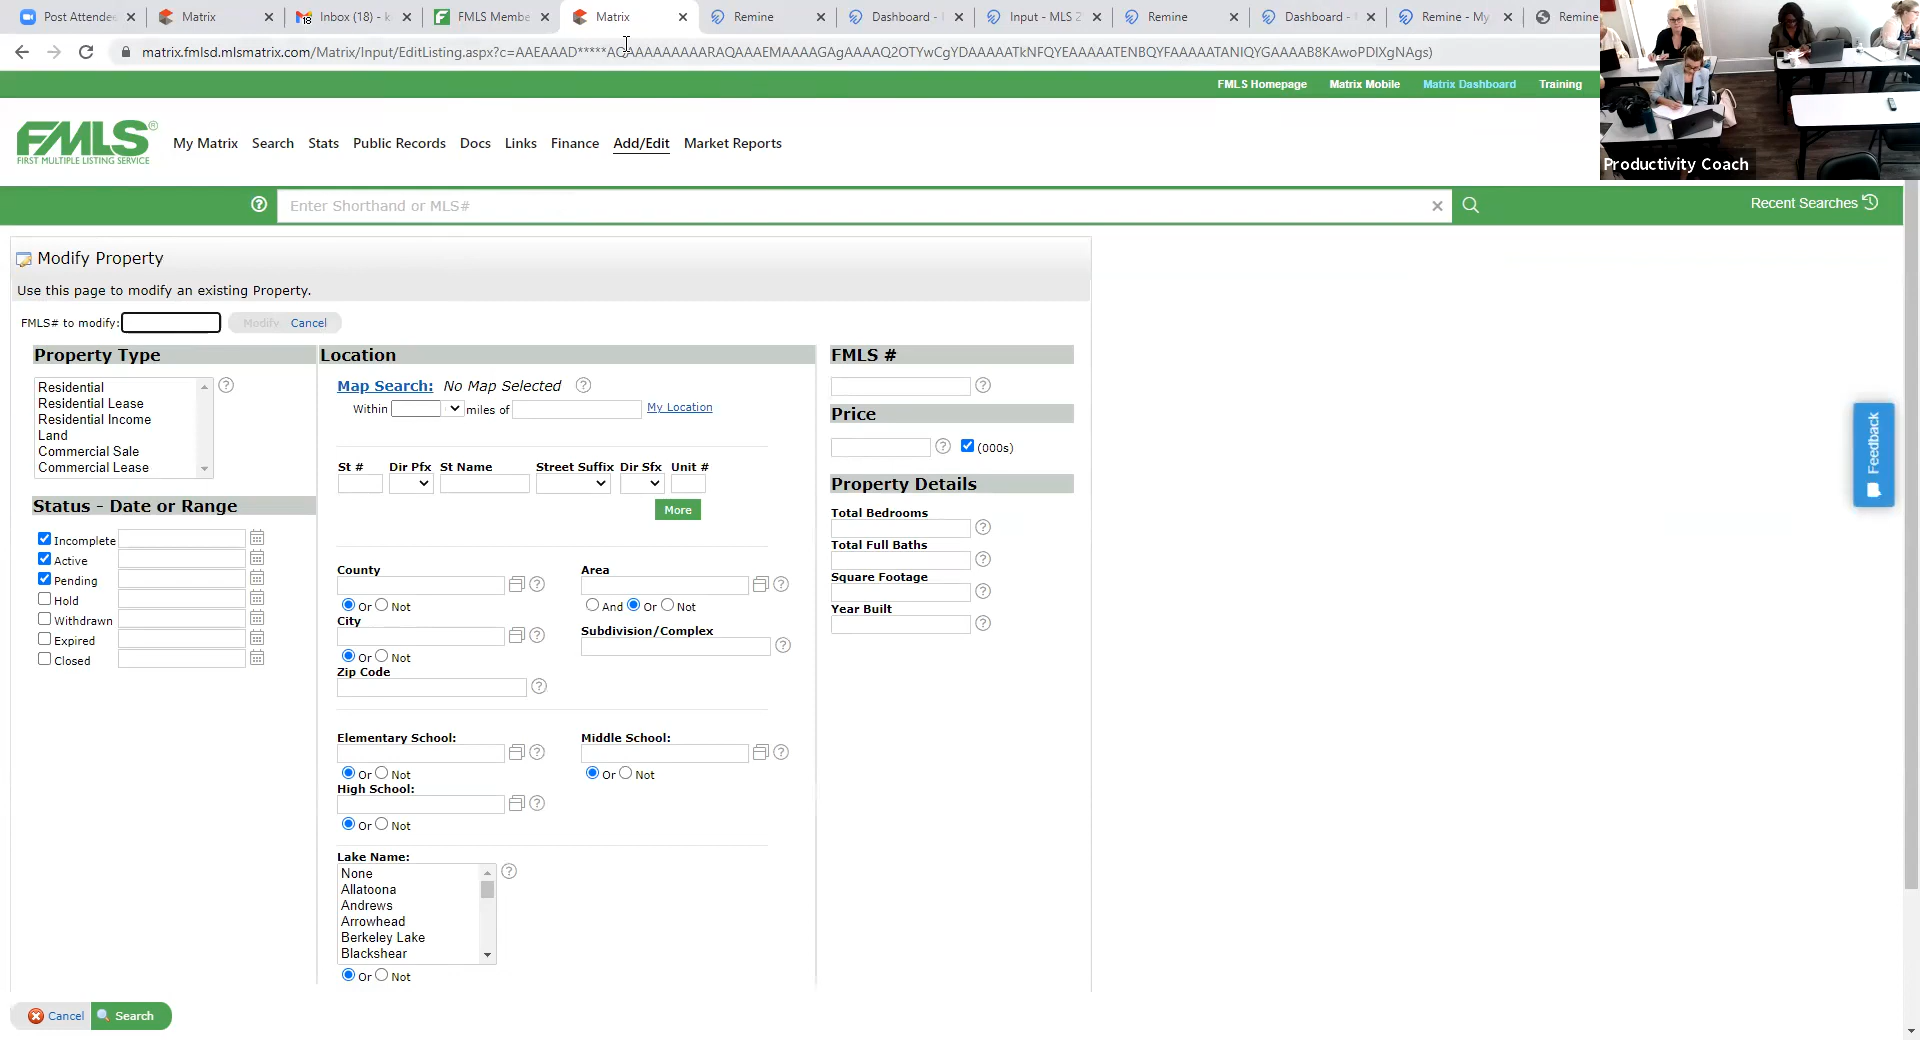 Post Attende
Matrix
Inbox (18) - k
FMLS Membe
Matrix
Remine
Dashboard -
Input - MLS 2
Remine
Dashboard -
Remine - My
Remine
matrix.fmlsd.mlsmatrix.com/Matrix/Input/EditListing.aspx?c=AAEAAAD*****AQAAAAAAAAARAQAAAEMAAAAGAgAAAAQ2OTYwCgYDAAAAATkNFQYEAAAAATENBQYFAAAAATANIQYGAAAAB8KAwoPDlXgNAgs)
FMLS Homepage Matrix Mobile Matrix Dashboard Training
Productivity Coach
FMLS®
FIRST MULTIPLE LISTING SERVICE
My Matrix Search Stats Public Records Docs Links Finance Add/Edit Market Reports
Enter Shorthand or MLS#
Recent Searches
Modify Property
Use this page to modify an existing Property.
FMLS# to modify: Modify Cancel
Property Type
Residential
Residential Lease
Residential Income
Land
Commercial Sale
Commercial Lease
Status - Date or Range
Incomplete
Active
Pending
Hold
Withdrawn
Expired
Closed
Location
Map Search: No Map Selected
Within miles of My Location
St # Dir Pfx St Name Street Suffix Dir Sfx Unit #
More
County
Or Not
City
Or Not
Zip Code
Area
And Or Not
Subdivision/Complex
Elementary School:
Or Not
High School:
Or Not
Middle School:
Or Not
Lake Name:
None
Allatoona
Andrews
Arrowhead
Berkeley Lake
Blackshear
Or Not
FMLS #
Price
(000s)
Property Details
Total Bedrooms
Total Full Baths
Square Footage
Year Built
Feedback
Cancel Search